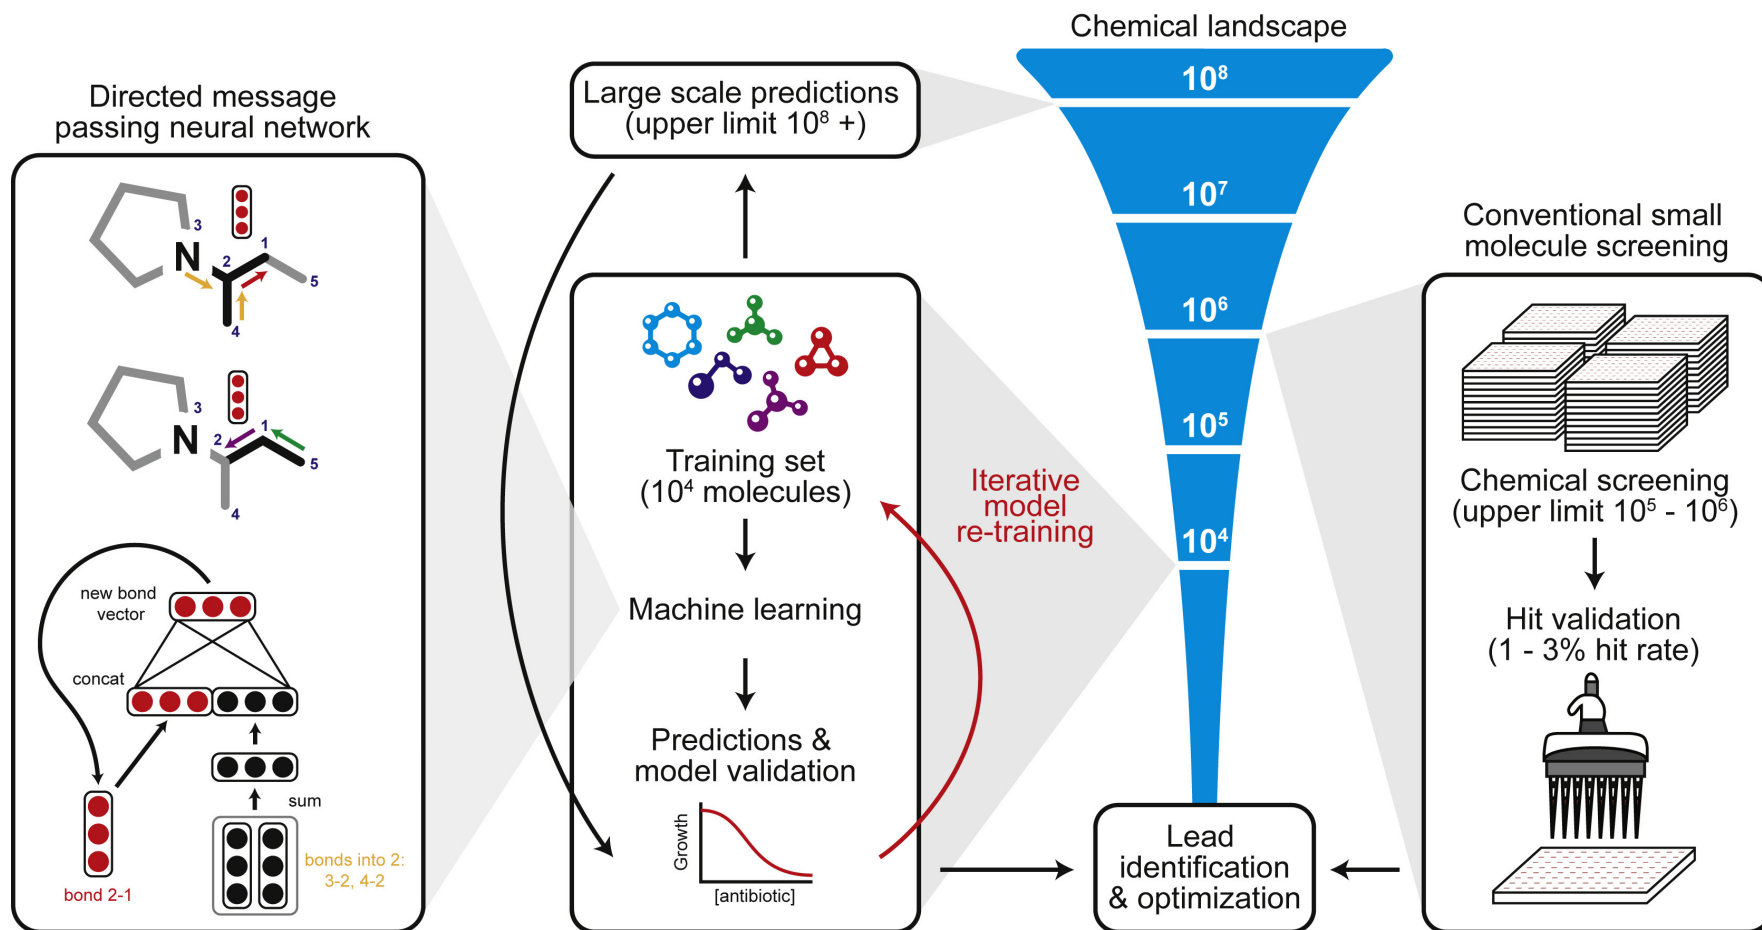 Directed message
passing neural network
3
N
2
1
5
4
3
N
2
1
5
4
new bond
vector
concat
sum
bond 2-1
bonds into 2:
3-2, 4-2
Large scale predictions
(upper limit 10⁸ +)
Training set
(10⁴ molecules)
Machine learning
Predictions &
model validation
Growth
[antibiotic]
Iterative
model
re-training
Chemical landscape
10⁸
10⁷
10⁶
10⁵
10⁴
Lead
identification
& optimization
Conventional small
molecule screening
Chemical screening
(upper limit 10⁵ - 10⁶)
Hit validation
(1 - 3% hit rate)